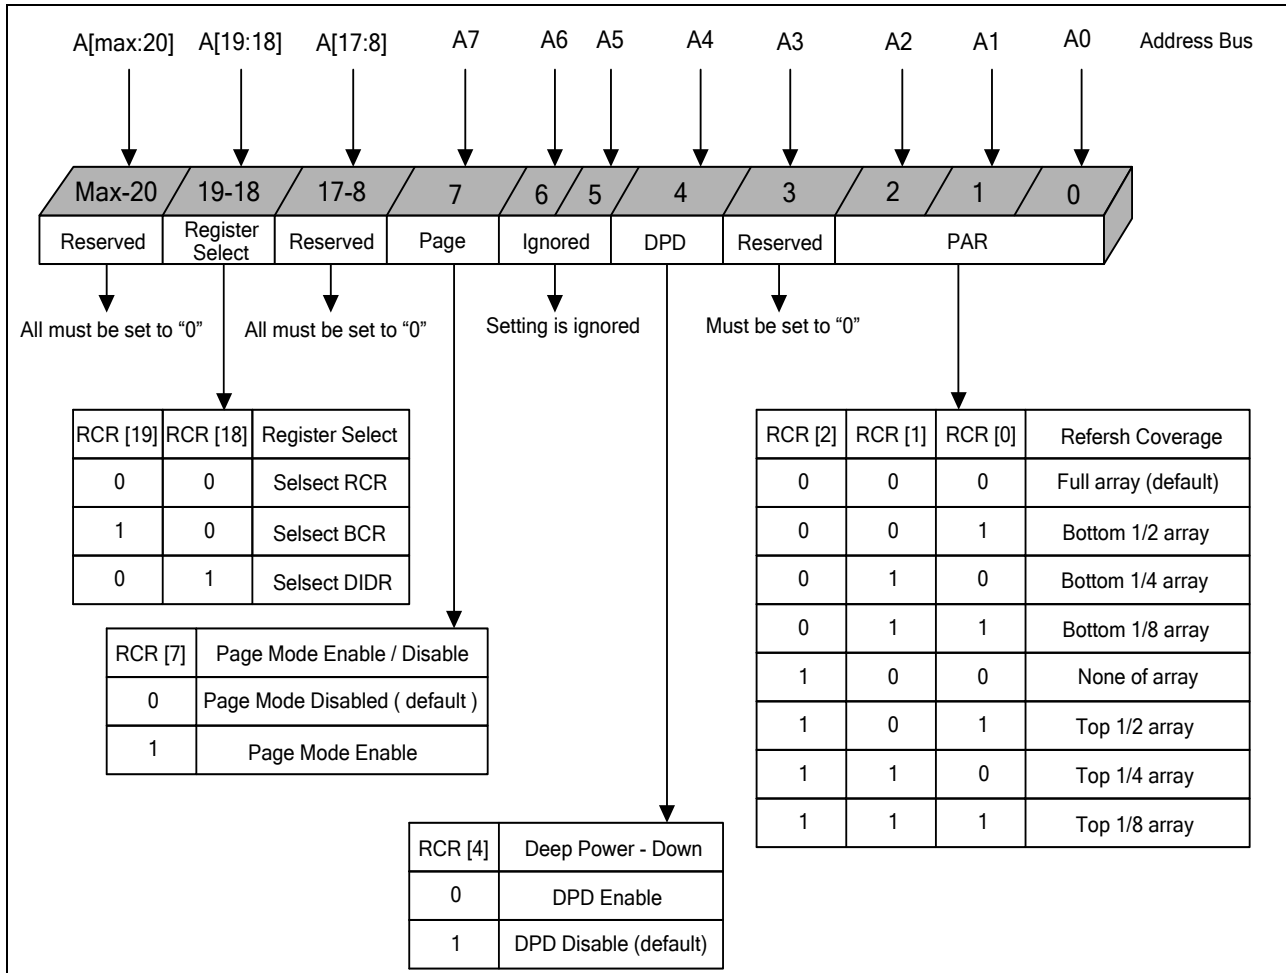 A[max:20] A[19:18] A[17:8] A7 A6 A5 A4 A3 A2 A1 A0 Address Bus
Max-20 19-18 17-8 7 6 5 4 3 2 1 0
Reserved Register Select Reserved Page Ignored DPD Reserved PAR
All must be set to “0” All must be set to “0” Setting is ignored Must be set to “0”
RCR [19] RCR [18] Register Select
0 0 Selsect RCR
1 0 Selsect BCR
0 1 Selsect DIDR
RCR [7] Page Mode Enable / Disable
0 Page Mode Disabled ( default )
1 Page Mode Enable
RCR [4] Deep Power - Down
0 DPD Enable
1 DPD Disable (default)
RCR [2] RCR [1] RCR [0] Refersh Coverage
0 0 0 Full array (default)
0 0 1 Bottom 1/2 array
0 1 0 Bottom 1/4 array
0 1 1 Bottom 1/8 array
1 0 0 None of array
1 0 1 Top 1/2 array
1 1 0 Top 1/4 array
1 1 1 Top 1/8 array